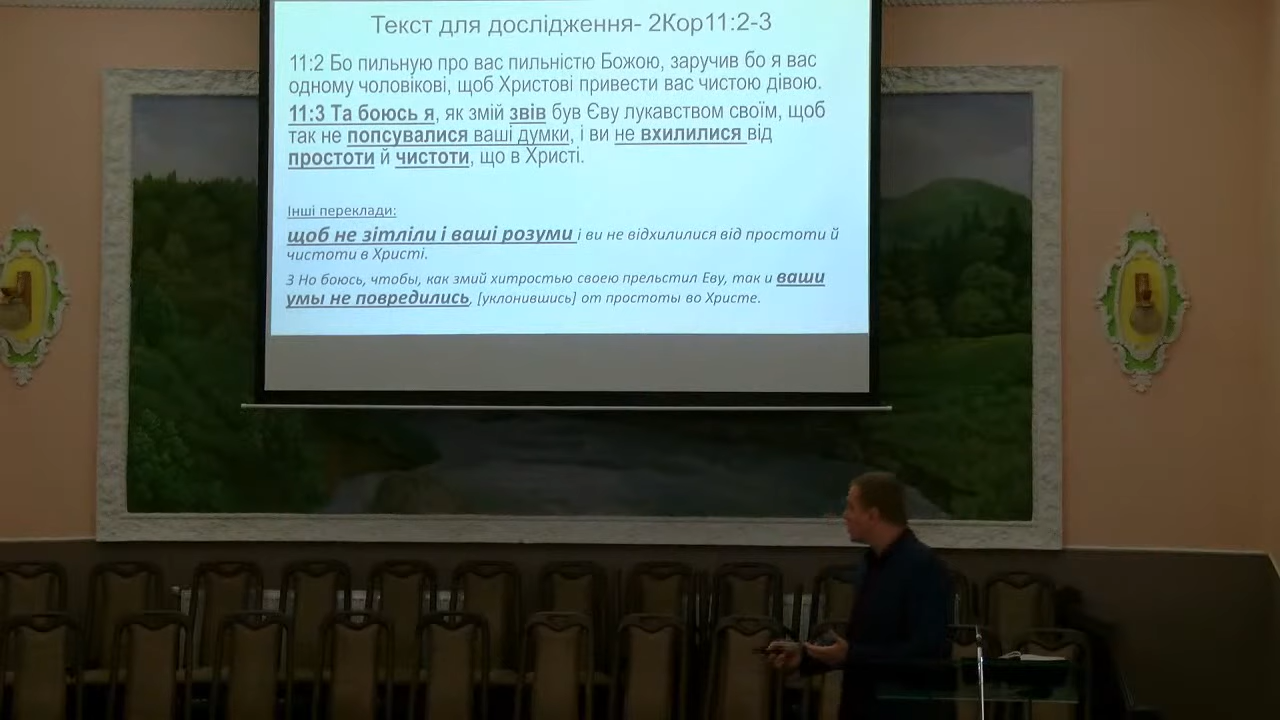 Текст для дослідження- 2Кор11:2-3
11:2 Бо пильную про вас пильністю Божою, заручив бо я вас
одному чоловікові, щоб Христові привести вас чистою дівою.
11:3 Та боюсь я, як змій звів був Єву лукавством своїм, щоб
так не попсувалися ваші думки, і ви не вхилилися від
простоти й чистоти, що в Христі.
Інші переклади:
щоб не зітліли і ваші розуми і ви не відхилилися від простоти й
чистоти в Христі.
3 Но боюсь, чтобы, как змий хитростью своею прельстил Еву, так и ваши
умы не повредились, [уклонившись] от простоты во Христе.